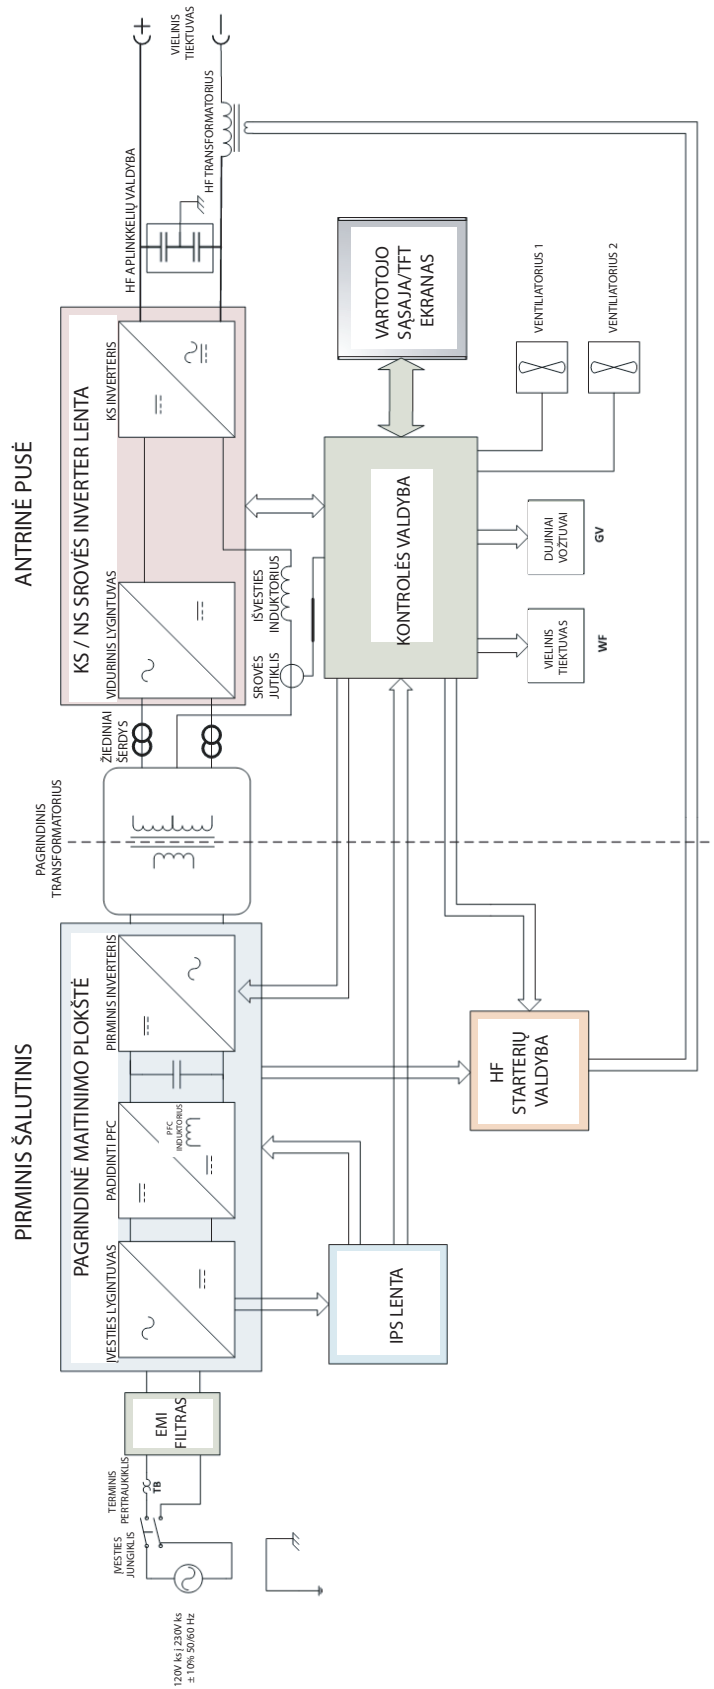 PIRMINIS ŠALUTINIS
ANTRINĖ PUSĖ
120V ks į 230V ks
± 10% 50/60 Hz
ĮVESTIES
JUNGIKLIS
TERMINIS
PERTRAUKIKLIS
TB
EMI
FILTRAS
PAGRINDINĖ MAITINIMO PLOKŠTĖ
ĮVESTIES LYGINTUVAS
PADIDINTI PFC
PFC
INDUKTORIUS
PIRMINIS INVERTERIS
PAGRINDINIS
TRANSFORMATORIUS
ŽIEDINIAI
ŠERDYS
KS / NS SROVĖS INVERTER LENTA
VIDURINIS LYGINTUVAS
KS INVERTERIS
SROVĖS
JUTIKLIS
IŠVESTIES
INDUKTORIUS
HF APLINKKELIŲ VALDYBA
HF TRANSFORMATORIUS
+
VIELINIS
TIEKTUVAS
−
IPS LENTA
HF
STARTERIŲ
VALDYBA
KONTROLĖS VALDYBA
VARTOTOJO
SĄSAJA/TFT
EKRANAS
VIELINIS
TIEKTUVAS
WF
DUJINIAI
VOŽTUVAI
GV
VENTILIATORIUS 1
VENTILIATORIUS 2